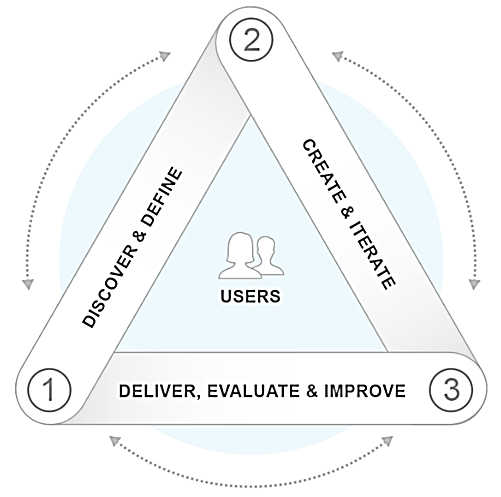 2
DISCOVER & DEFINE
CREATE & ITERATE
USERS
1
DELIVER, EVALUATE & IMPROVE
3